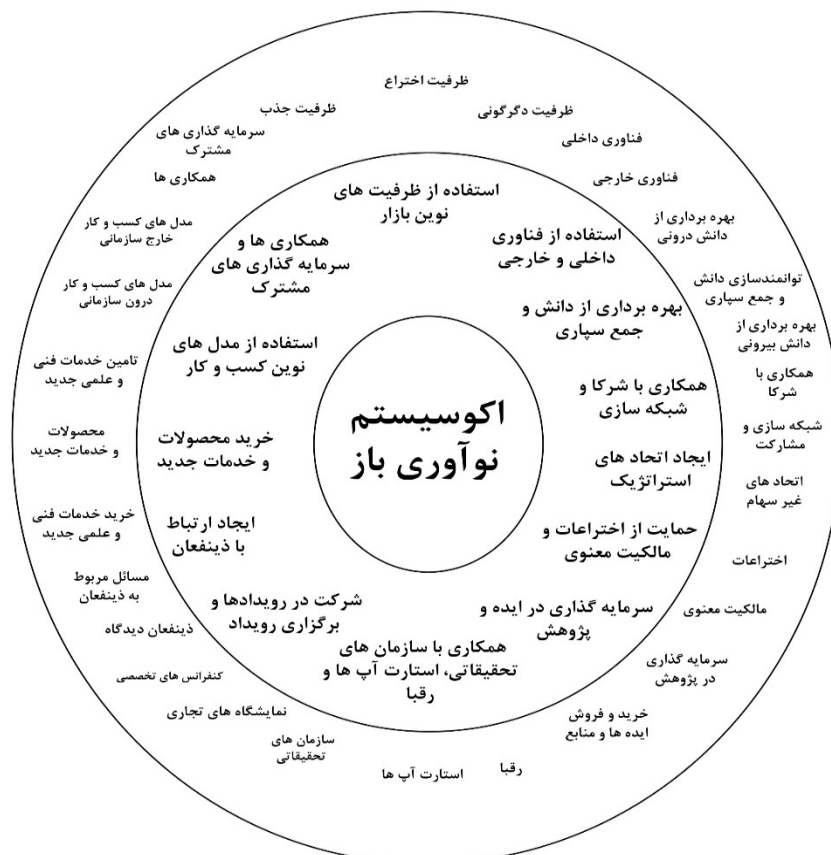 ظرفیت اختراع
ظرفیت دگرگونی
فناوری داخلی
فناوری خارجی
بهره برداری از
دانش درونی
توانمندسازی دانش
و جمع سپاری
بهره برداری از
دانش بیرونی
همکاری با
شرکا
شبکه سازی و
مشارکت
اتحاد های
غیر سهام
اختراعات
مالکیت معنوی
سرمایه گذاری
در پژوهش
خرید و فروش
ایده ها و منابع
رقبا
استارت آپ ها
سازمان های
تحقیقاتی
نمایشگاه های تجاری
کنفرانس های تخصصی
ذینفعان دیدگاه
مسائل مربوط
به ذینفعان
خرید خدمات فنی
و علمی جدید
محصولات
و خدمات جدید
تامین خدمات فنی
و علمی جدید
مدل های کسب و کار
درون سازمانی
مدل های کسب و کار
خارج سازمانی
همکاری ها
سرمایه گذاری های
مشترک
ظرفیت جذب
استفاده از ظرفیت های
نوین بازار
استفاده از فناوری
داخلی و خارجی
بهره برداری از دانش و
جمع سپاری
همکاری با شرکا و
شبکه سازی
ایجاد اتحاد های
استراتژیک
حمایت از اختراعات و
مالکیت معنوی
سرمایه گذاری در ایده و
پژوهش
همکاری با سازمان های
تحقیقاتی، استارت آپ ها و
رقبا
شرکت در رویدادها و
برگزاری رویداد
ایجاد ارتباط
با ذینفعان
خرید محصولات
و خدمات جدید
استفاده از مدل های
نوین کسب و کار
همکاری ها و
سرمایه گذاری های
مشترک
اکوسیستم
نوآوری باز